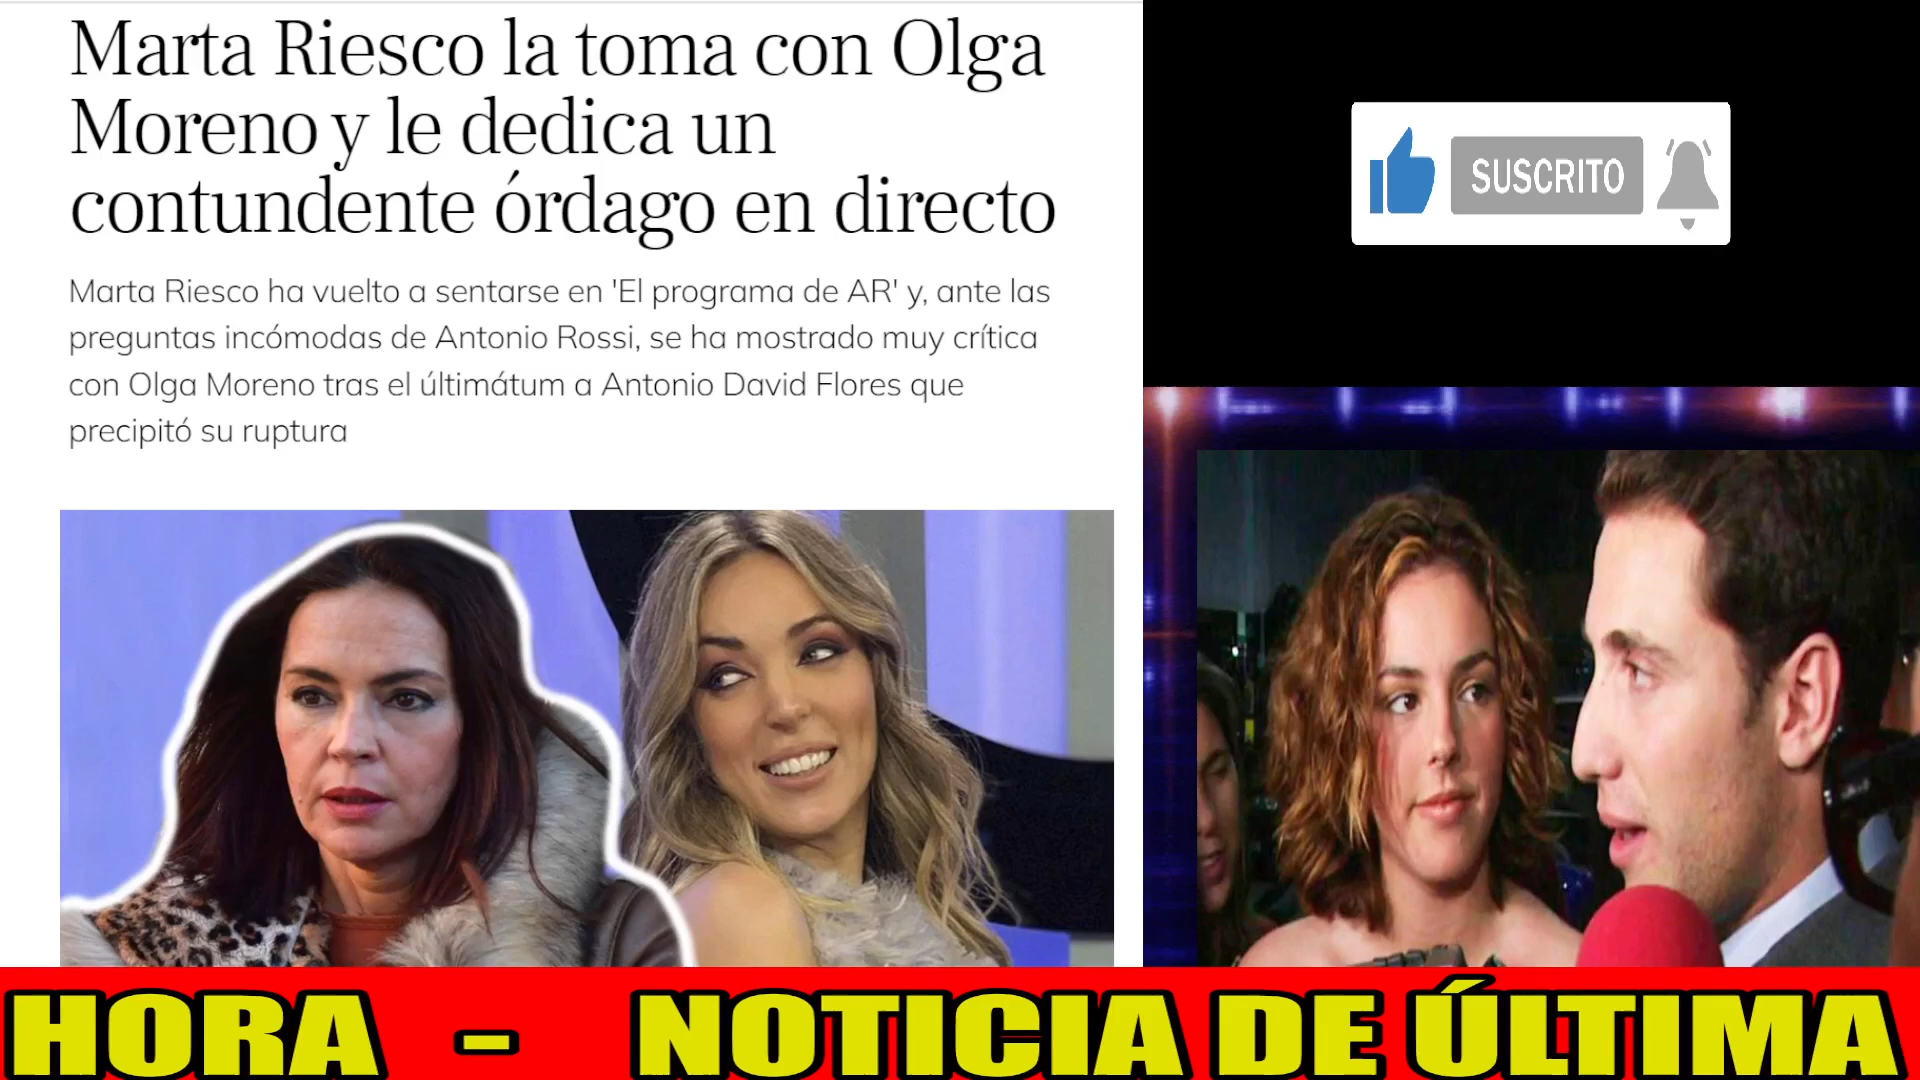 Marta Riesco la toma con Olga
Moreno y le dedica un
contundente órdago en directo
Marta Riesco ha vuelto a sentarse en 'El programa de AR' y, ante las
preguntas incómodas de Antonio Rossi, se ha mostrado muy crítica
con Olga Moreno tras el últimátum a Antonio David Flores que
precipitó su ruptura
SUSCRITO
HORA - NOTICIA DE ÚLTIMA